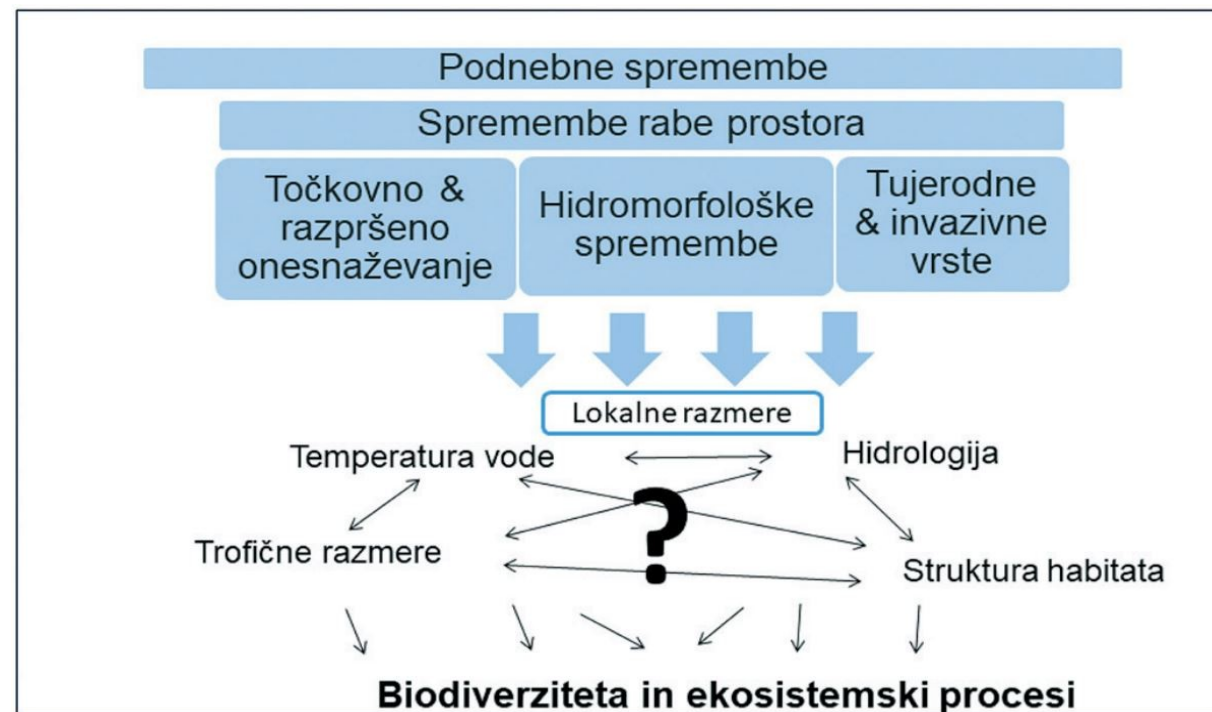 Podnebne spremembe
Spremembe rabe prostora
Točkovno &
razpršeno
onesnaževanje
Hidromorfološke
spremembe
Tujerodne
& invazivne
vrste
Lokalne razmere
Temperatura vode
Hidrologija
?
Trofične razmere
Struktura habitata
Biodiverziteta in ekosistemski procesi